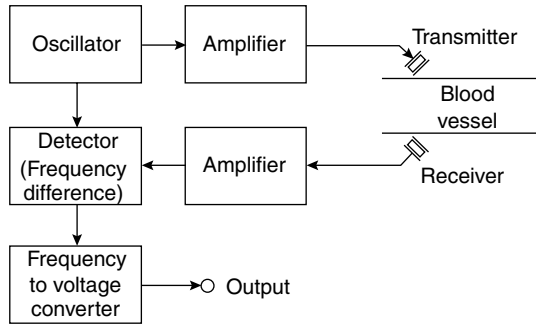 Oscillator
Amplifier
Transmitter
Blood
vessel
Detector
(Frequency
difference)
Amplifier
Receiver
Frequency
to voltage
converter
Output